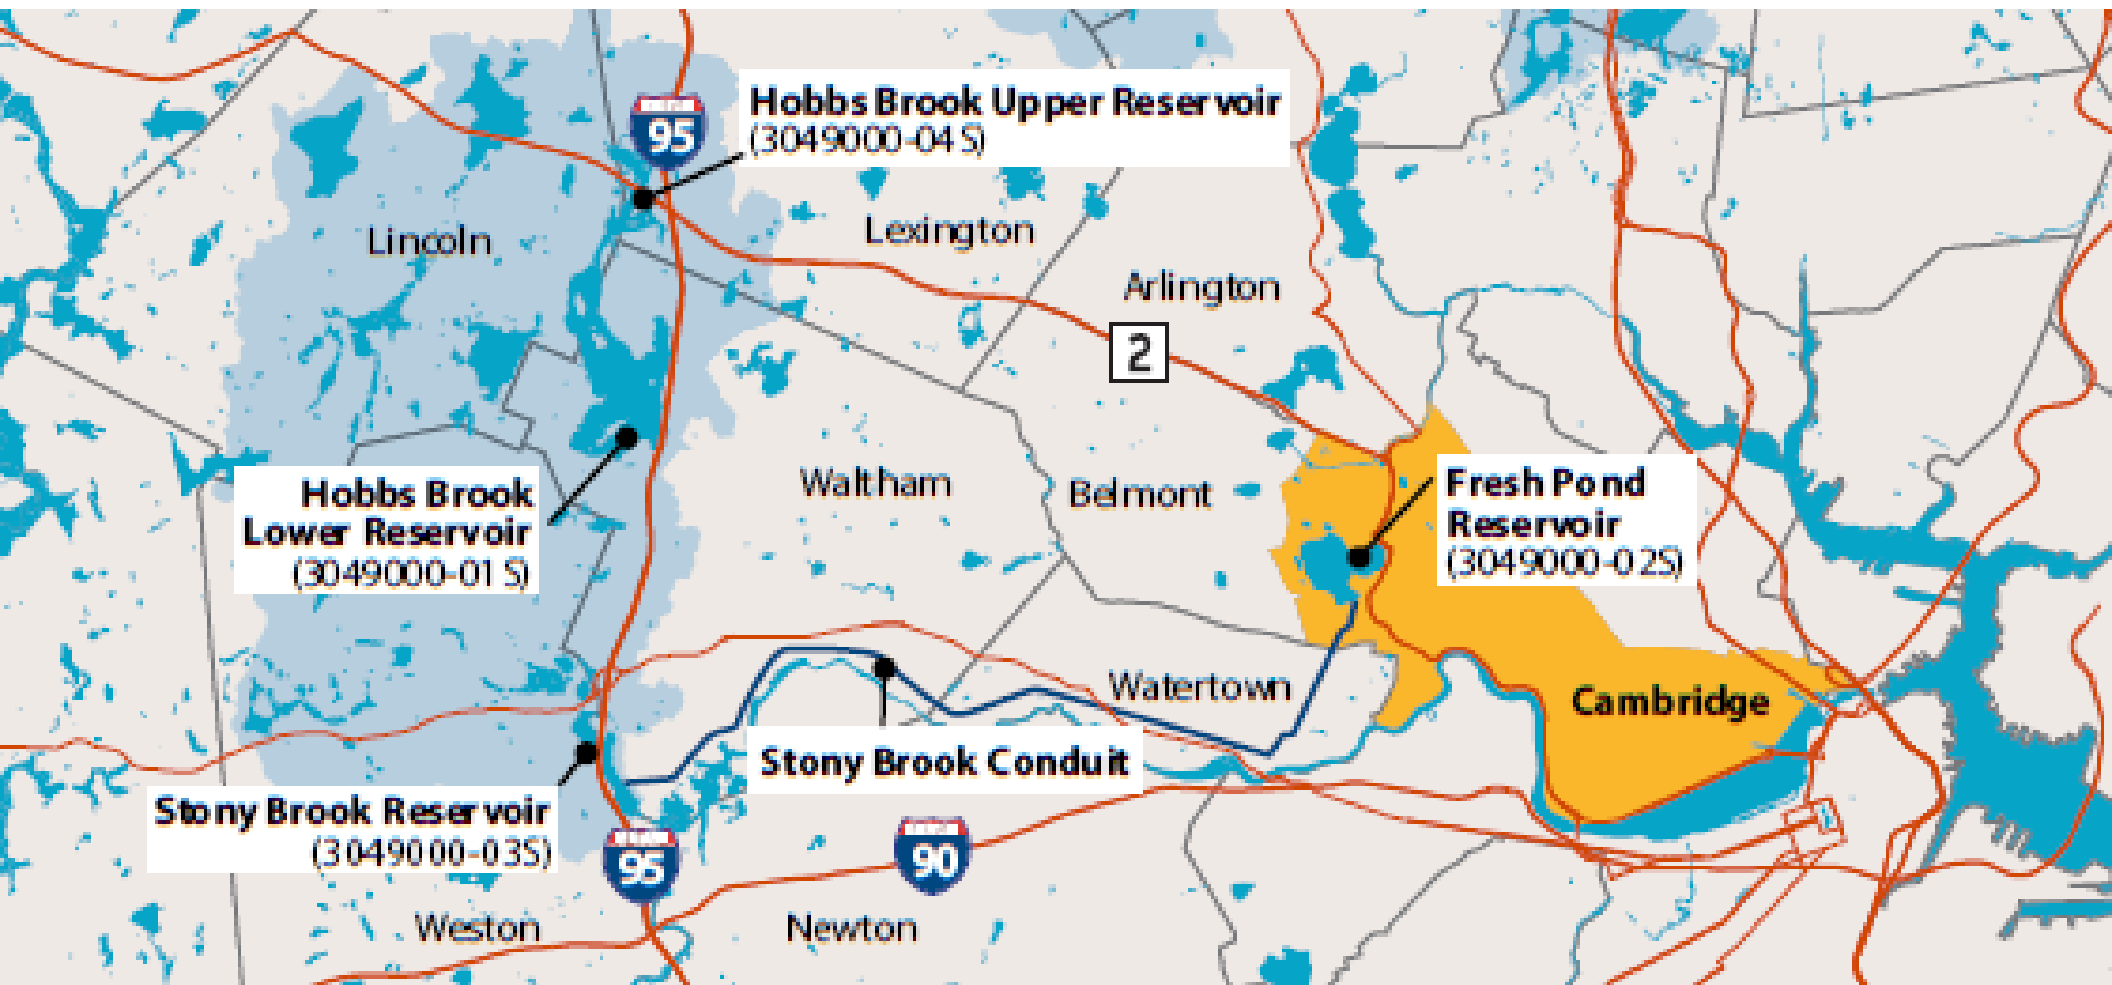 95
Hobbs Brook Upper Reservoir
(3049000-04S)
Lincoln
Lexington
Arlington
2
Hobbs Brook
Lower Reservoir
(3049000-01S)
Waltham
Belmont
Fresh Pond
Reservoir
(3049000-02S)
Watertown
Cambridge
Stony Brook Conduit
Stony Brook Reservoir
(3049000-03S)
95
90
Weston
Newton